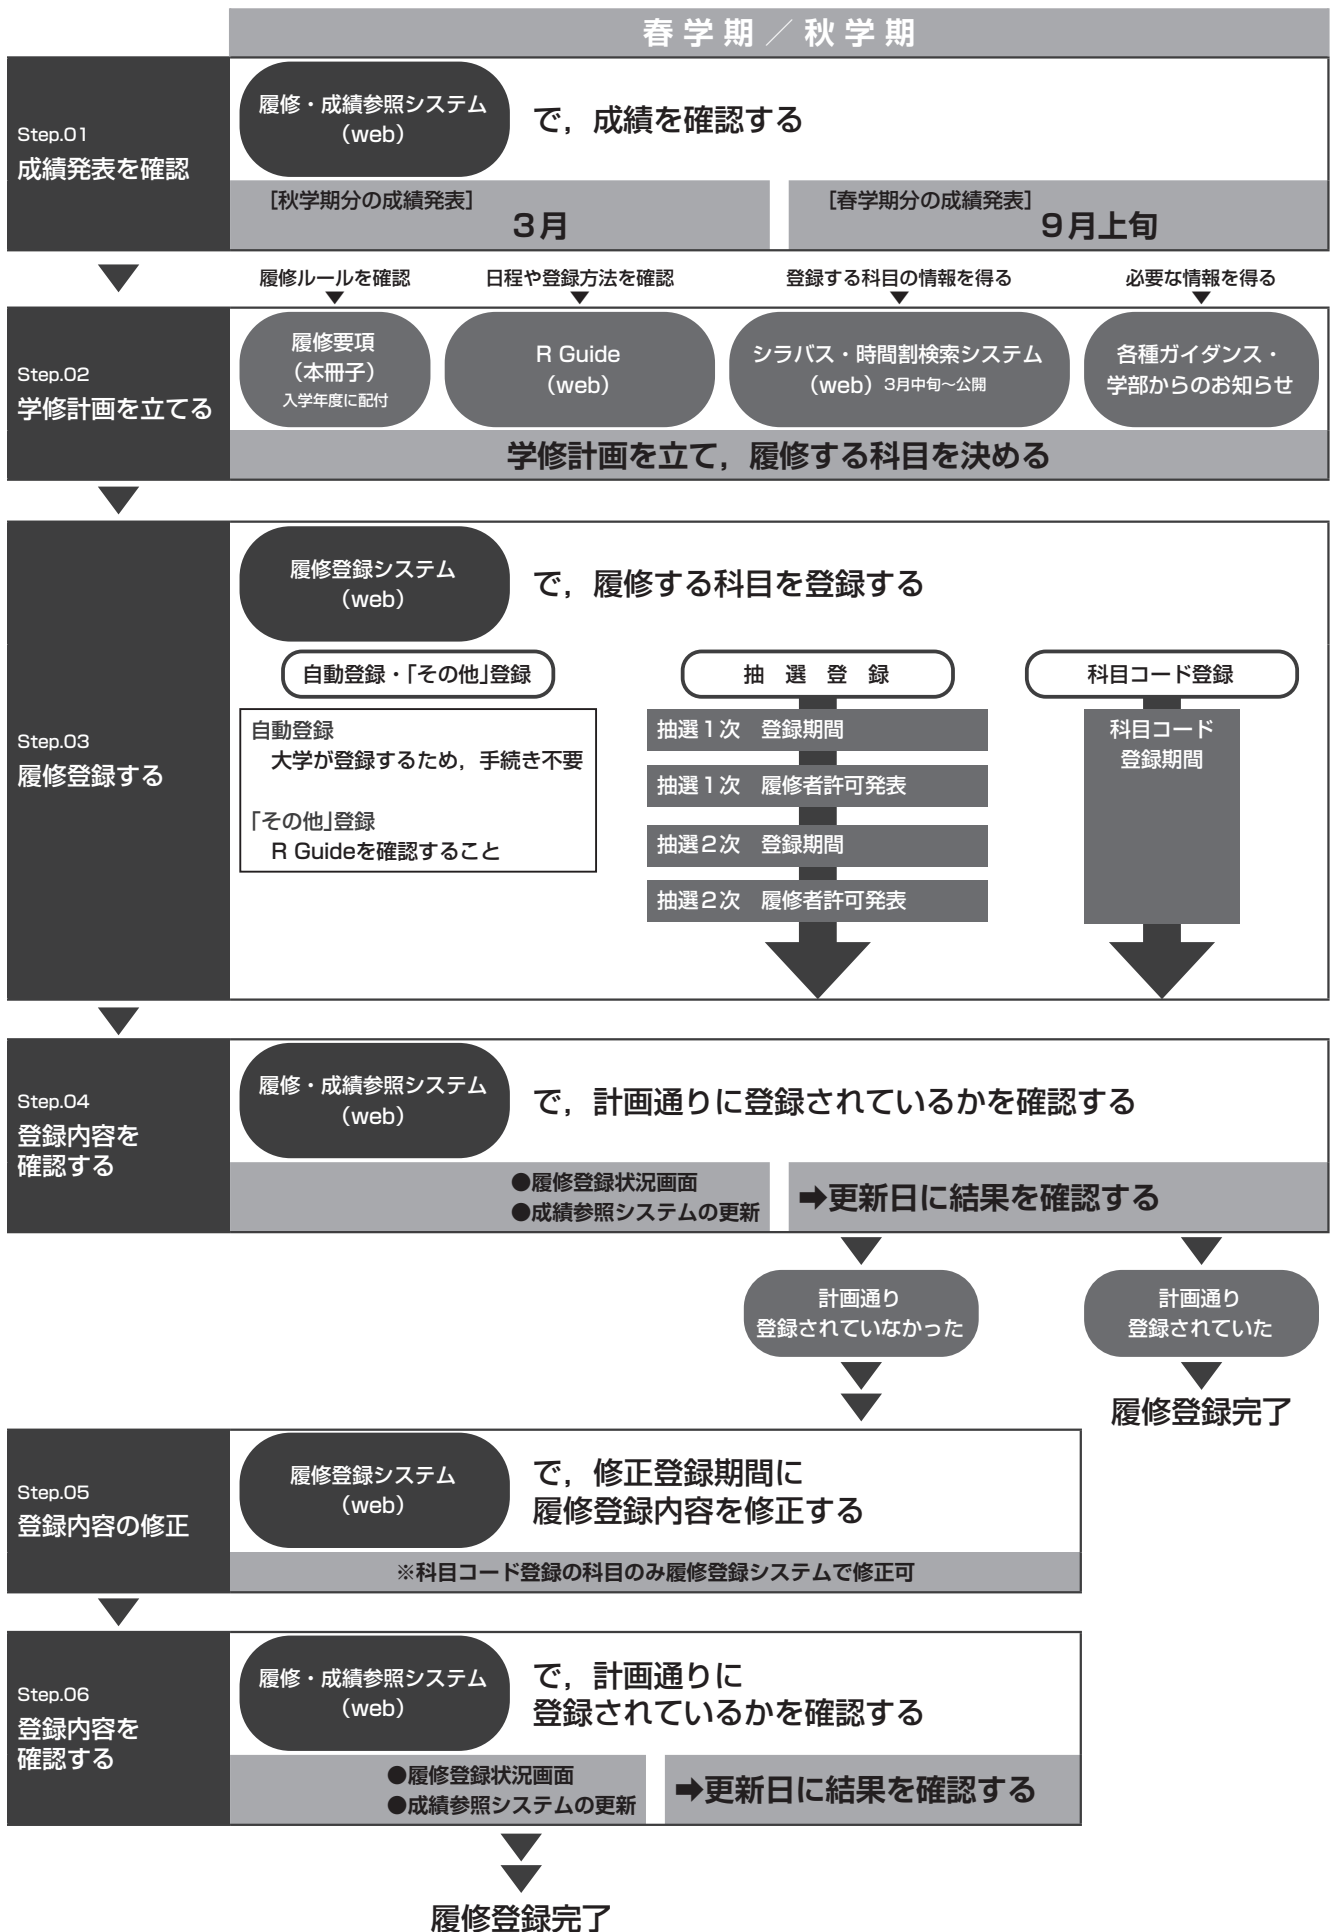 春学期／秋学期
Step.01
成績発表を確認
履修・成績参照システム
（web）
で，成績を確認する
［秋学期分の成績発表］
3月
［春学期分の成績発表］
9月上旬
履修ルールを確認
日程や登録方法を確認
登録する科目の情報を得る
必要な情報を得る
Step.02
学修計画を立てる
履修要項
（本冊子）
入学年度に配付
R Guide
（web）
シラバス・時間割検索システム
（web）3月中旬～公開
各種ガイダンス・
学部からのお知らせ
学修計画を立て，履修する科目を決める
Step.03
履修登録する
履修登録システム
（web）
で，履修する科目を登録する
自動登録・「その他」登録
自動登録
大学が登録するため，手続き不要
「その他」登録
R Guideを確認すること
抽選登録
抽選1次　登録期間
抽選1次　履修者許可発表
抽選2次　登録期間
抽選2次　履修者許可発表
科目コード登録
科目コード
登録期間
Step.04
登録内容を
確認する
履修・成績参照システム
（web）
で，計画通りに登録されているかを確認する
●履修登録状況画面
●成績参照システムの更新
➡更新日に結果を確認する
計画通り
登録されていなかった
計画通り
登録されていた
履修登録完了
Step.05
登録内容の修正
履修登録システム
（web）
で，修正登録期間に
履修登録内容を修正する
※科目コード登録の科目のみ履修登録システムで修正可
Step.06
登録内容を
確認する
履修・成績参照システム
（web）
で，計画通りに
登録されているかを確認する
●履修登録状況画面
●成績参照システムの更新
➡更新日に結果を確認する
履修登録完了